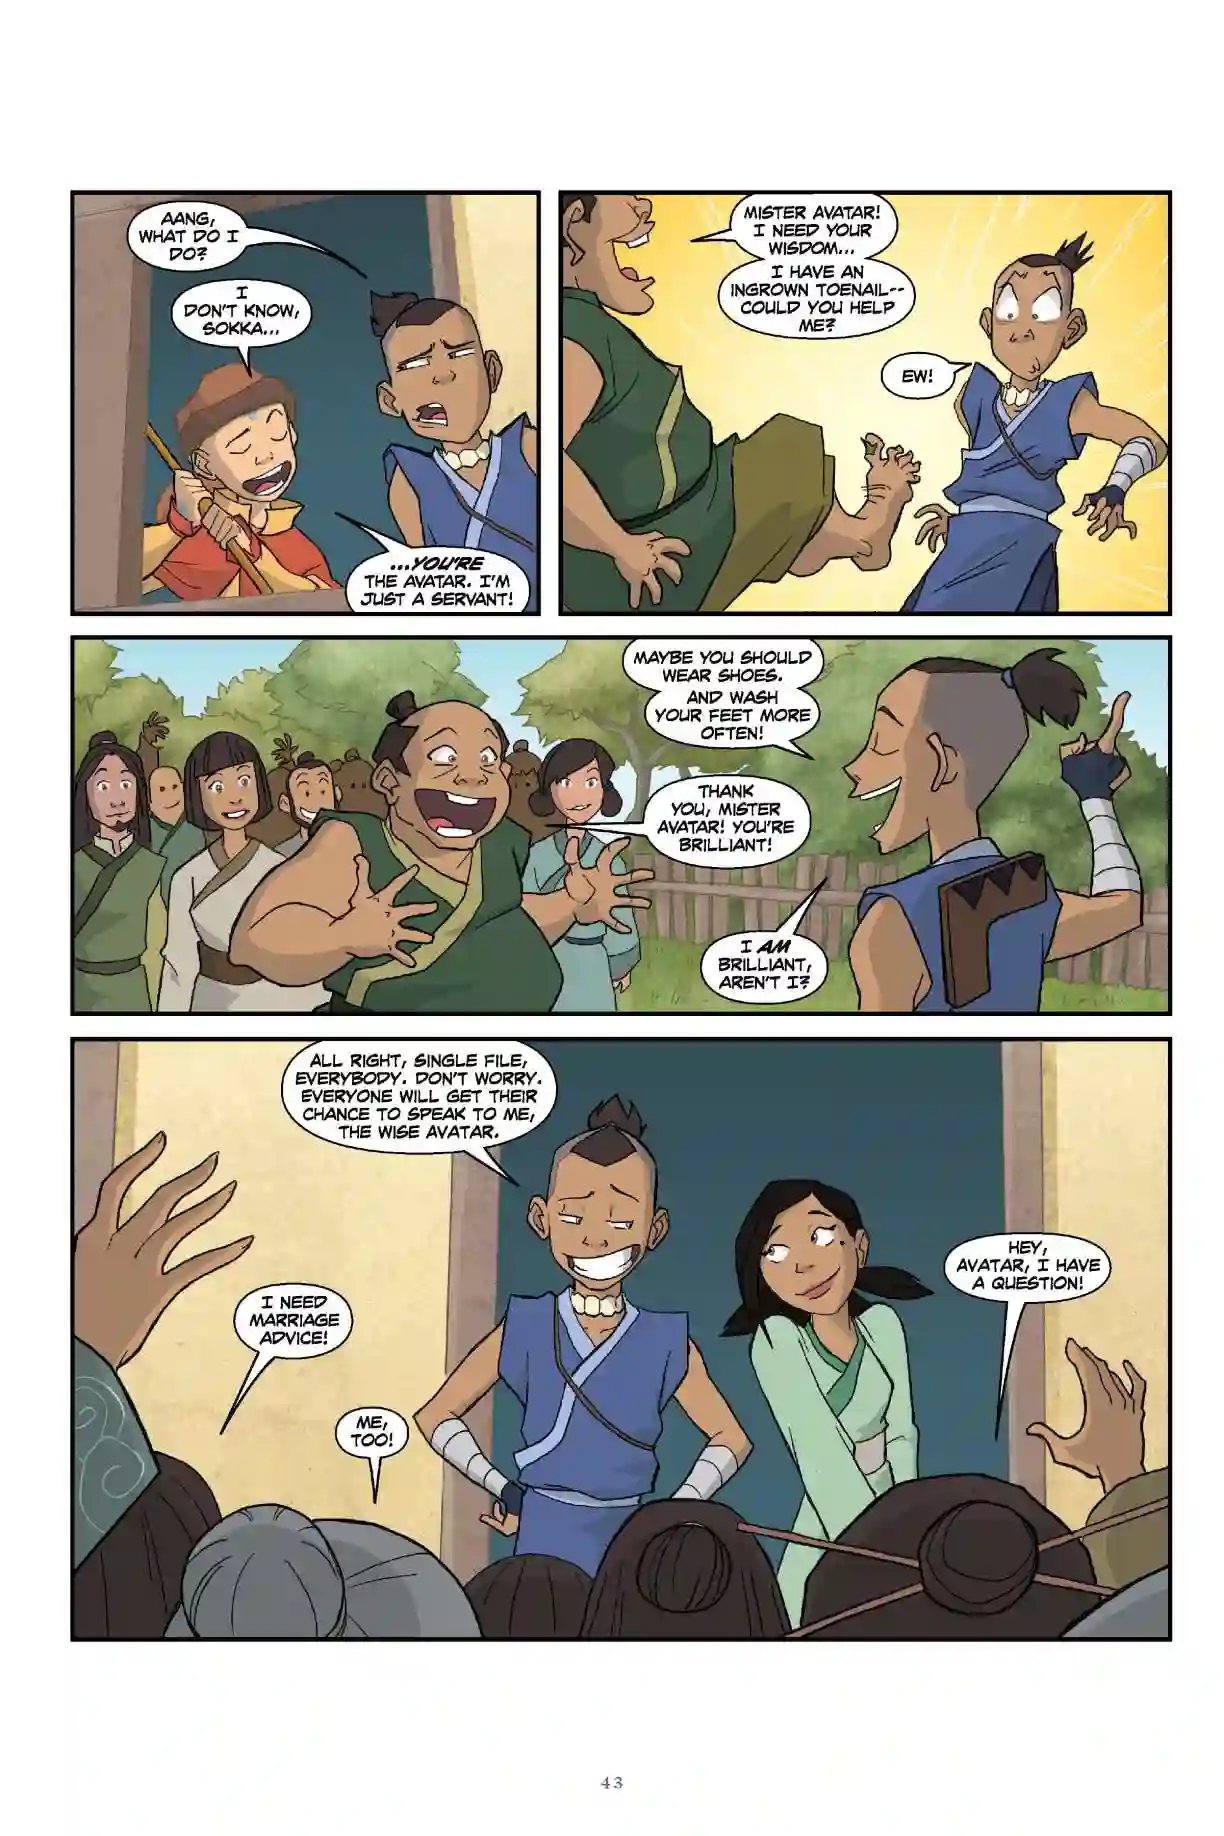 AANG,
WHAT DO I
DO?
I
DON'T KNOW,
SOKKA...
...YOU'RE
THE AVATAR. I'M
JUST A SERVANT!
MISTER AVATAR!
I NEED YOUR
WISDOM...
I HAVE AN
INGROWN TOENAIL--
COULD YOU HELP
ME?
EW!
MAYBE YOU SHOULD
WEAR SHOES.
AND WASH
YOUR FEET MORE
OFTEN!
THANK
YOU, MISTER
AVATAR! YOU'RE
BRILLIANT!
I AM
BRILLIANT,
AREN'T I?
ALL RIGHT, SINGLE FILE,
EVERYBODY. DON'T WORRY.
EVERYONE WILL GET THEIR
CHANCE TO SPEAK TO ME,
THE WISE AVATAR.
I NEED
MARRIAGE
ADVICE!
ME,
TOO!
HEY,
AVATAR, I HAVE
A QUESTION!
43